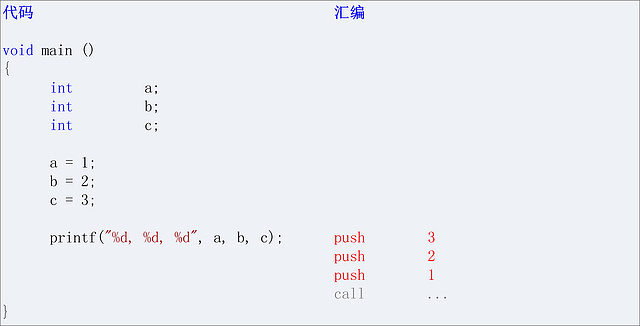 代码 汇编
void main ()
{
int a;
int b;
int c;
a = 1;
b = 2;
c = 3;
printf("%d, %d, %d", a, b, c); push 3
push 2
push 1
call ...
}